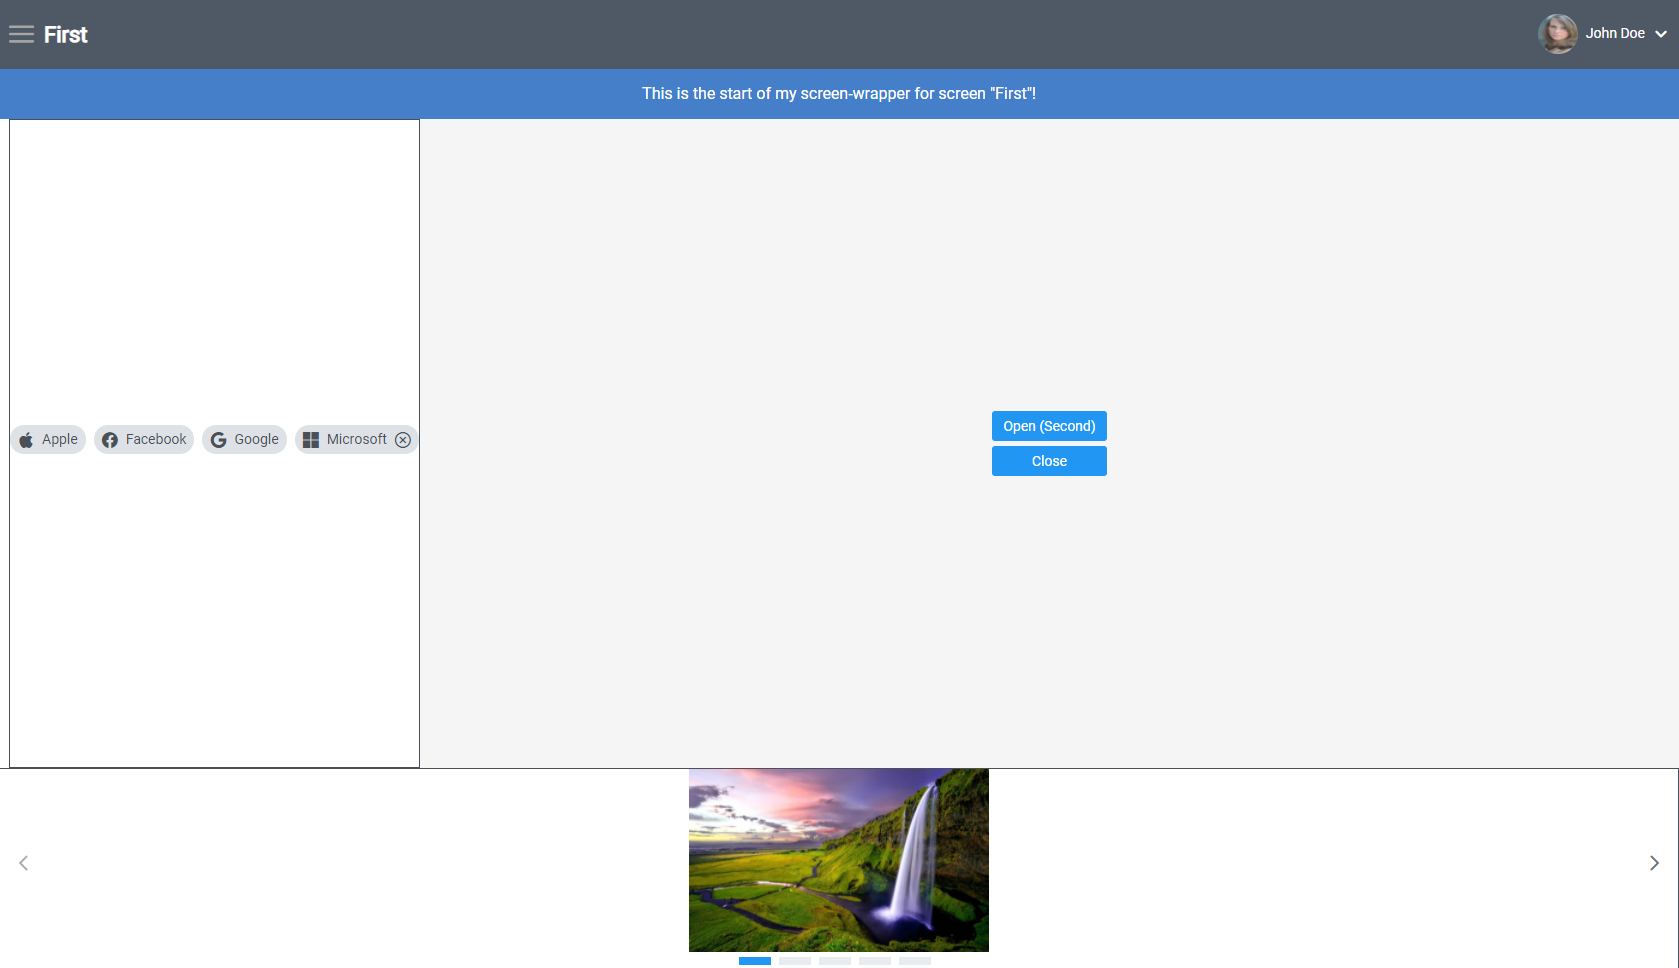 First
John Doe
This is the start of my screen-wrapper for screen "First"!
Apple Facebook Google Microsoft
Open (Second)
Close